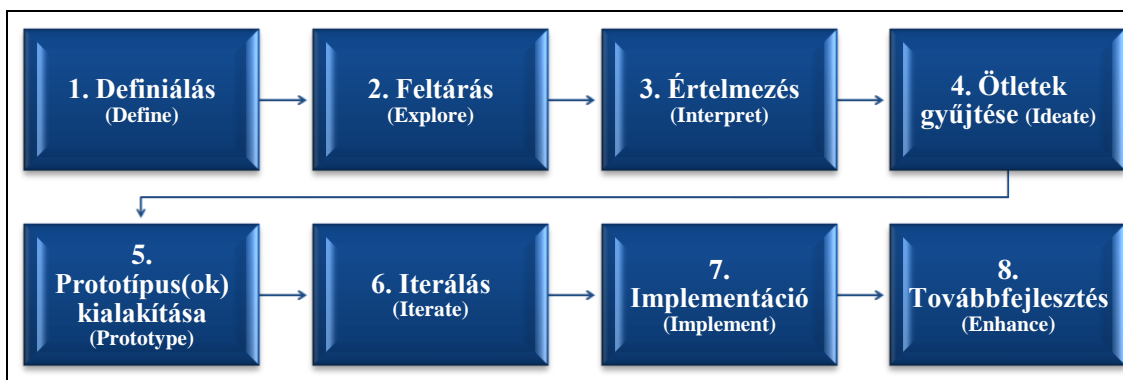 1. Definiálás
(Define)
2. Feltárás
(Explore)
3. Értelmezés
(Interpret)
4. Ötletek
gyűjtése (Ideate)
5.
Prototípus(ok)
kialakítása
(Prototype)
6. Iterálás
(Iterate)
7.
Implementáció
(Implement)
8.
Továbbfejlesztés
(Enhance)